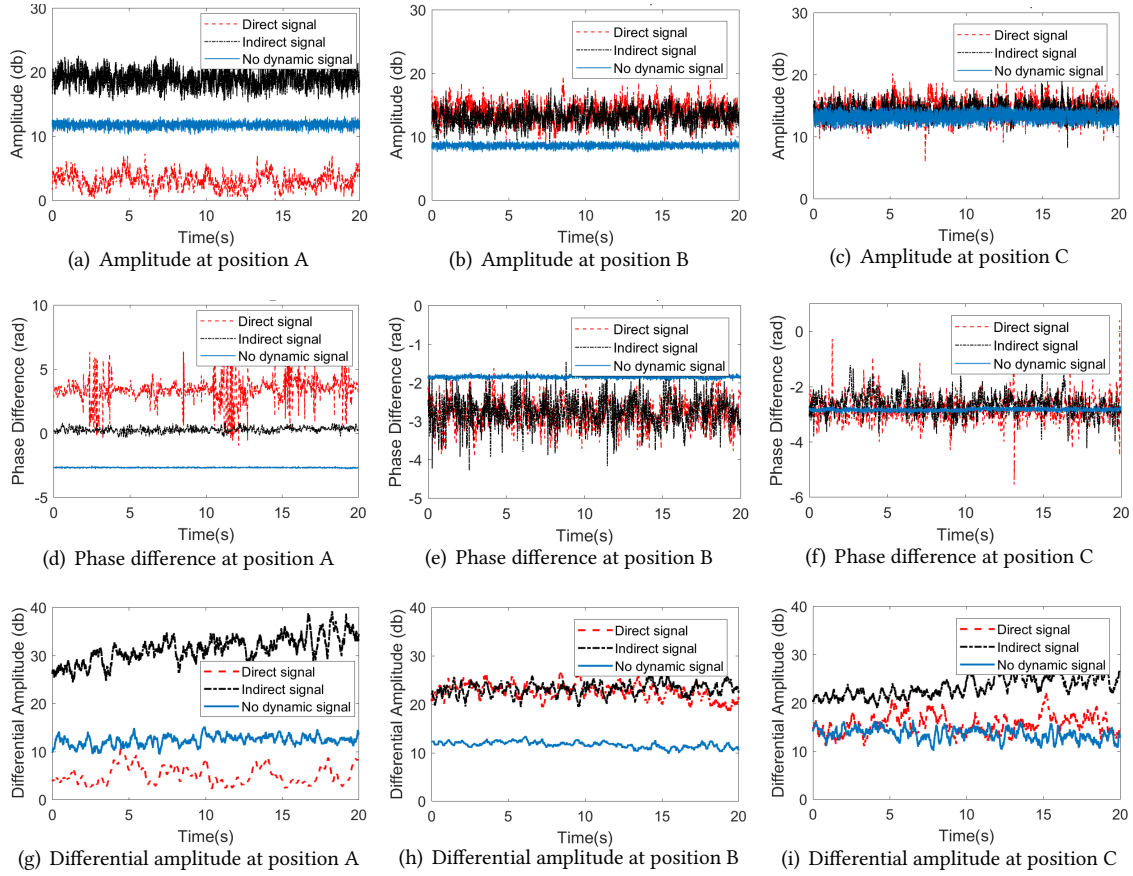 Amplitude (db)
30
20
10
0
0 5 10 15 20
Time(s)
Direct signal
Indirect signal
No dynamic signal
(a) Amplitude at position A
Amplitude (db)
30
20
10
0
0 5 10 15 20
Time(s)
Direct signal
Indirect signal
No dynamic signal
(b) Amplitude at position B
Amplitude (db)
30
20
10
0
0 5 10 15 20
Time(s)
Direct signal
Indirect signal
No dynamic signal
(c) Amplitude at position C
Phase Difference (rad)
10
5
0
-5
0 5 10 15 20
Time(s)
Direct signal
Indirect signal
No dynamic signal
(d) Phase difference at position A
Phase Difference (rad)
0
-1
-2
-3
-4
-5
0 5 10 15 20
Time(s)
Direct signal
Indirect signal
No dynamic signal
(e) Phase difference at position B
Phase Difference (rad)
0
-2
-4
-6
0 5 10 15 20
Time(s)
Direct signal
Indirect signal
No dynamic signal
(f) Phase difference at position C
Differential Amplitude (db)
40
30
20
10
0
0 5 10 15 20
Time(s)
Direct signal
Indirect signal
No dynamic signal
(g) Differential amplitude at position A
Differential Amplitude (db)
40
30
20
10
0
0 5 10 15 20
Time(s)
Direct signal
Indirect signal
No dynamic signal
(h) Differential amplitude at position B
Differential Amplitude (db)
40
30
20
10
0
0 5 10 15 20
Time(s)
Direct signal
Indirect signal
No dynamic signal
(i) Differential amplitude at position C